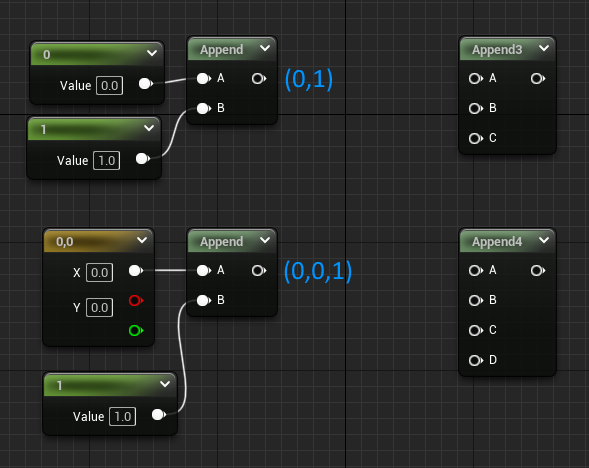 0
Value 0.0
Append
A
B
(0,1)
1
Value 1.0
Append3
A
B
C
0,0
X 0.0
Y 0.0
Append
A
B
(0,0,1)
1
Value 1.0
Append4
A
B
C
D